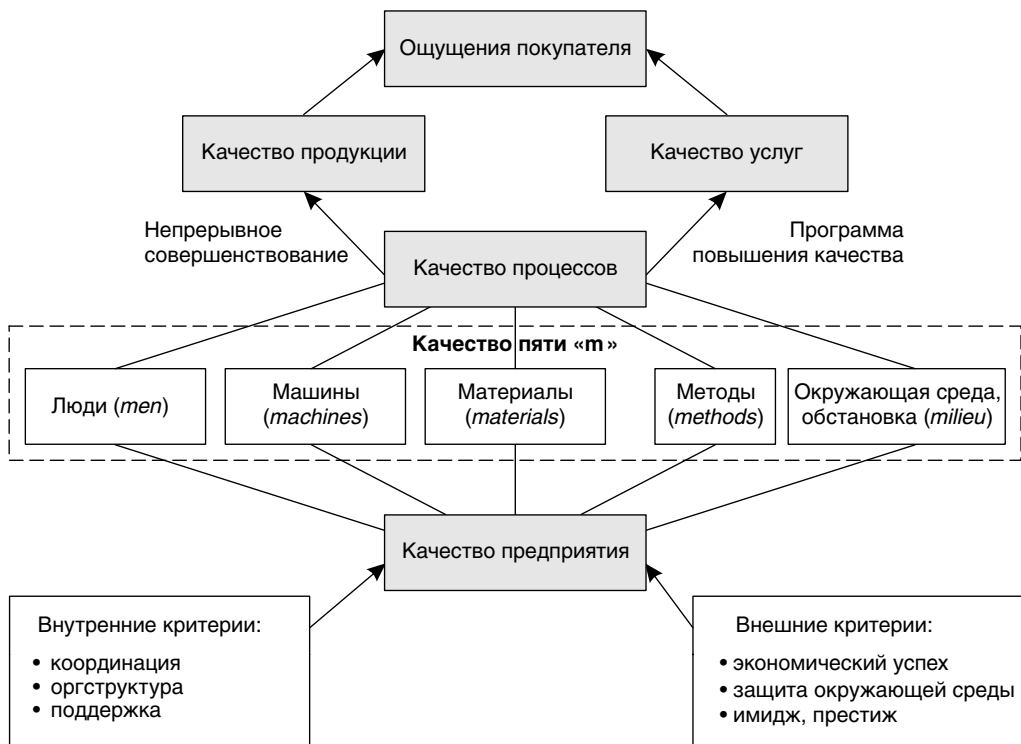 Ощущения покупателя
Качество продукции
Качество услуг
Непрерывное
совершенствование
Программа
повышения качества
Качество процессов
Качество пяти «m»
Люди (men)
Машины
(machines)
Материалы
(materials)
Методы
(methods)
Окружающая среда,
обстановка (milieu)
Качество предприятия
Внутренние критерии:
• координация
• оргструктура
• поддержка
Внешние критерии:
• экономический успех
• защита окружающей среды
• имидж, престиж